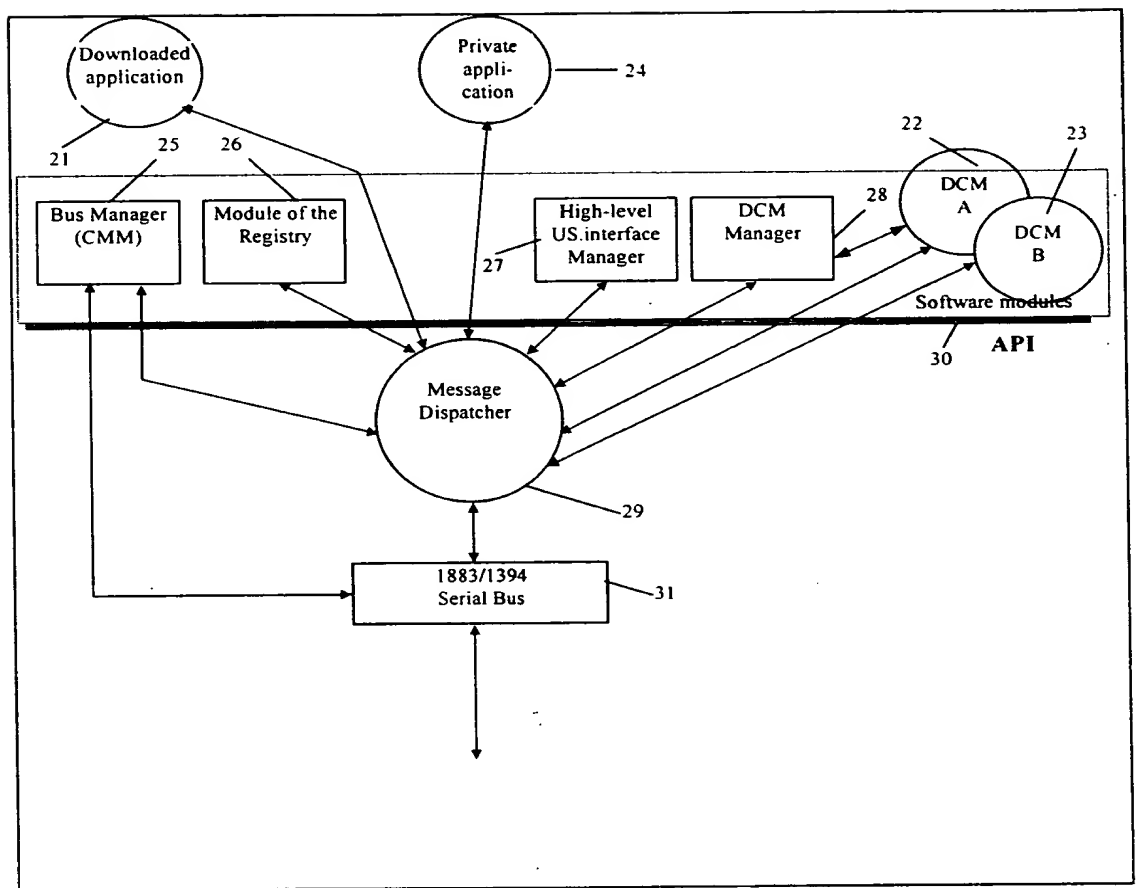 Downloaded
application
Private
appli-
cation
24
21
25
26
22
23
Bus Manager
(CMM)
Module of the
Registry
High-level
US.interface
Manager
27
DCM
Manager
28
DCM
A
DCM
B
Software modules
30
API
Message
Dispatcher
29
1883/1394
Serial Bus
31